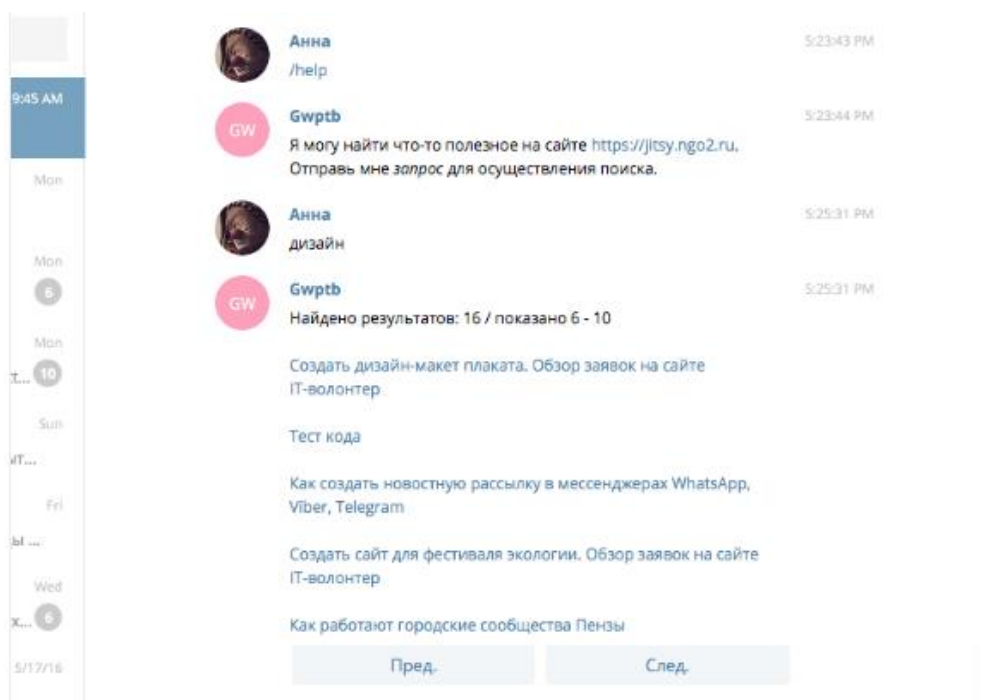 9:45 AM
Mon
Mon
6
Mon
10
Sun
Fri
Wed
6
5/17/16
Анна
5:23:43 PM
/help
GW
Gwptb
5:23:44 PM
Я могу найти что-то полезное на сайте https://jitsy.ngo2.ru.
Отправь мне запрос для осуществления поиска.
Анна
5:25:31 PM
дизайн
GW
Gwptb
5:25:31 PM
Найдено результатов: 16 / показано 6 - 10
Создать дизайн-макет плаката. Обзор заявок на сайте
IT-волонтер
Тест кода
Как создать новостную рассылку в мессенджерах WhatsApp,
Viber, Telegram
Создать сайт для фестиваля экологии. Обзор заявок на сайте
IT-волонтер
Как работают городские сообщества Пензы
Пред.
След.